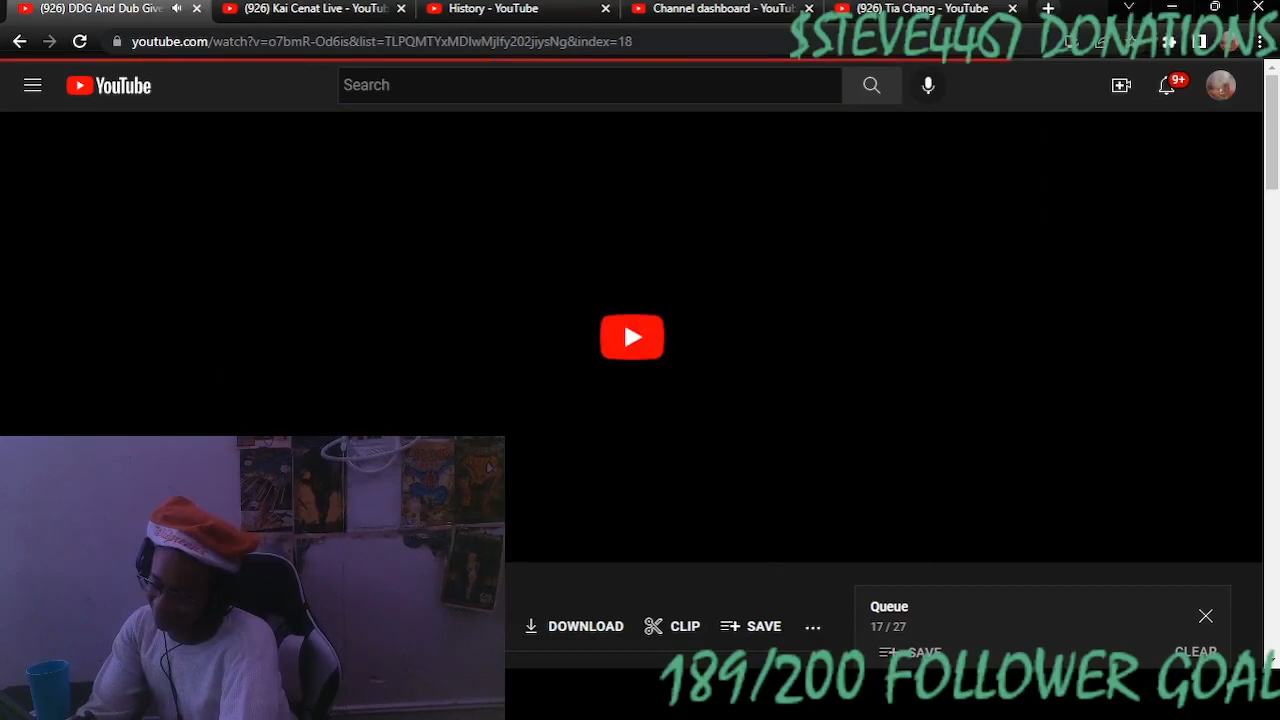 (926) DDG And Dub Give
(926) Kai Cenat Live - YouTub
History - YouTube
Channel dashboard - YouTub
(926) Tia Chang - YouTube
$STEVE4467 DONATIONS
youtube.com/watch?v=o7bmR-Od6is&list=TLPQMTYxMDIwMjIfy202jiysNg&index=18
YouTube
Search
9+
DOWNLOAD
CLIP
SAVE
...
Queue
17 / 27
SAVE
CLEAR
189/200 FOLLOWER GOAL